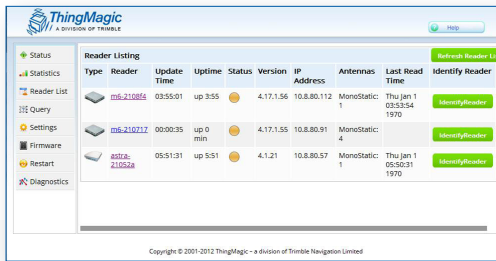 ThingMagic
A DIVISION OF TRIMBLE
Help
Status
Statistics
Reader List
Query
Settings
Firmware
Restart
Diagnostics
Reader Listing
Refresh Reader Li
Type Reader Update Time Uptime Status Version IP Address Antennas Last Read Time Identify Reader
m6-2108f4 03:55:01 up 3:55 4.17.1.56 10.8.80.112 MonoStatic: 1 Thu Jan 1 03:53:54 1970 IdentifyReader
m6-210717 00:00:35 up 0 min 4.17.1.55 10.8.80.91 MonoStatic: 4 IdentifyReader
astra-21052a 05:51:31 up 5:51 4.1.21 10.8.80.57 MonoStatic: 1 Thu Jan 1 05:50:31 1970 IdentifyReader
Copyright © 2001-2012 ThingMagic - a division of Trimble Navigation Limited